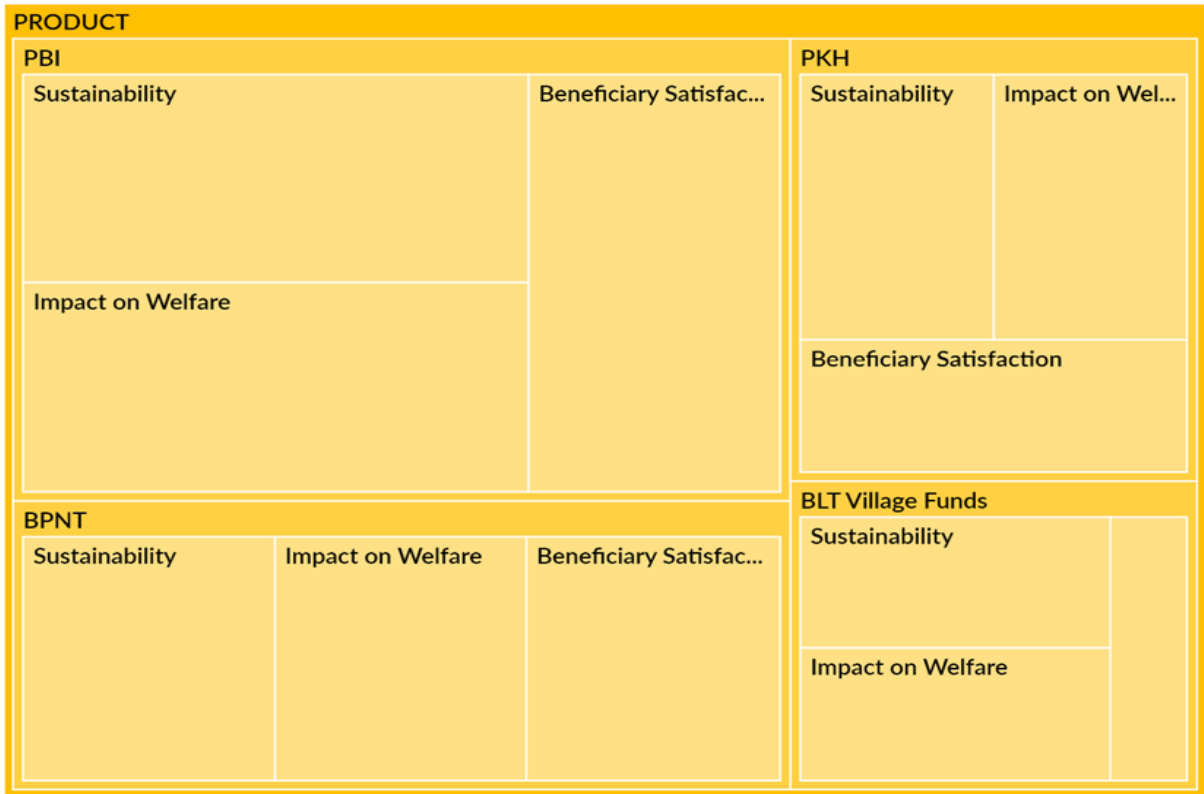 PRODUCT
PBI
Sustainability
Beneficiary Satisfac...
Impact on Welfare
PKH
Sustainability
Impact on Wel...
Beneficiary Satisfaction
BPNT
Sustainability
Impact on Welfare
Beneficiary Satisfac...
BLT Village Funds
Sustainability
Impact on Welfare